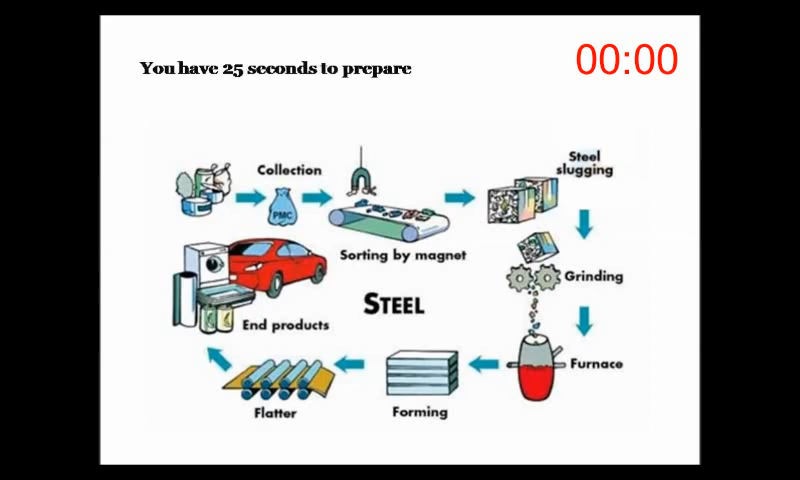 You have 25 seconds to prepare
00:00
Collection
Steel
slugging
PMC
Sorting by magnet
Grinding
STEEL
End products
Furnace
Flatter
Forming